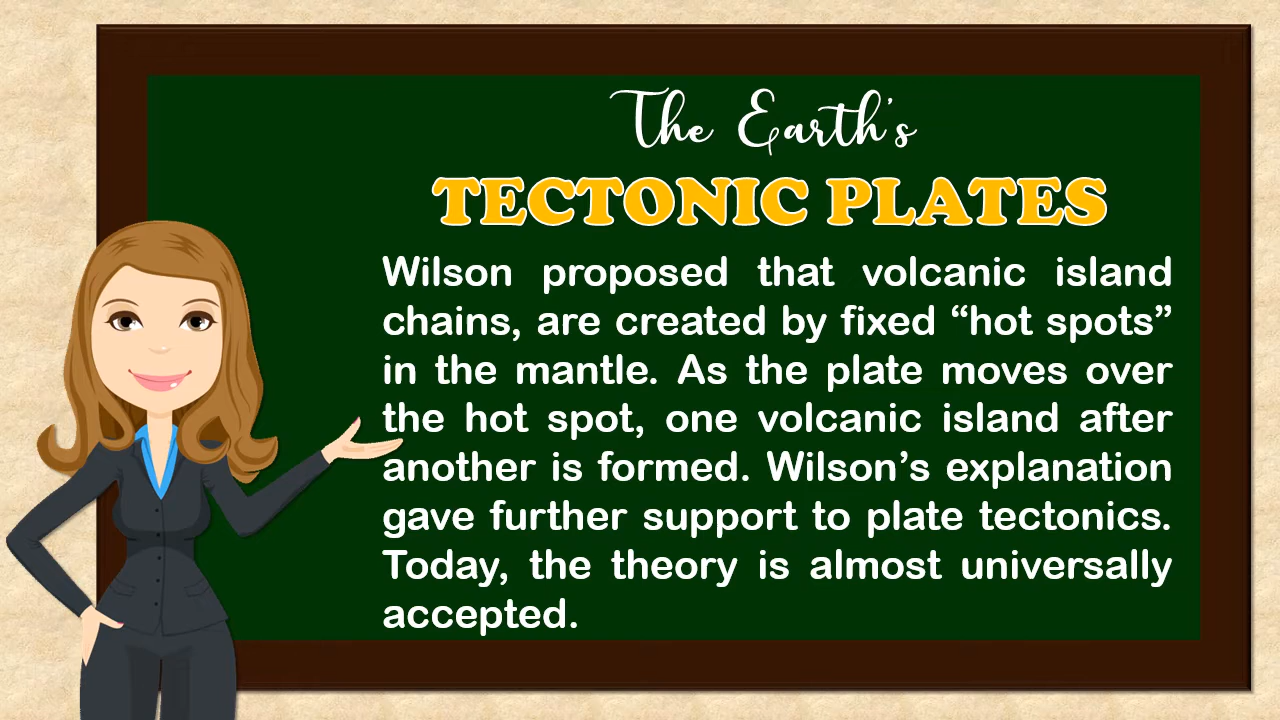 The Earth's
TECTONIC PLATES
Wilson proposed that volcanic island
chains, are created by fixed “hot spots”
in the mantle. As the plate moves over
the hot spot, one volcanic island after
another is formed. Wilson’s explanation
gave further support to plate tectonics.
Today, the theory is almost universally
accepted.